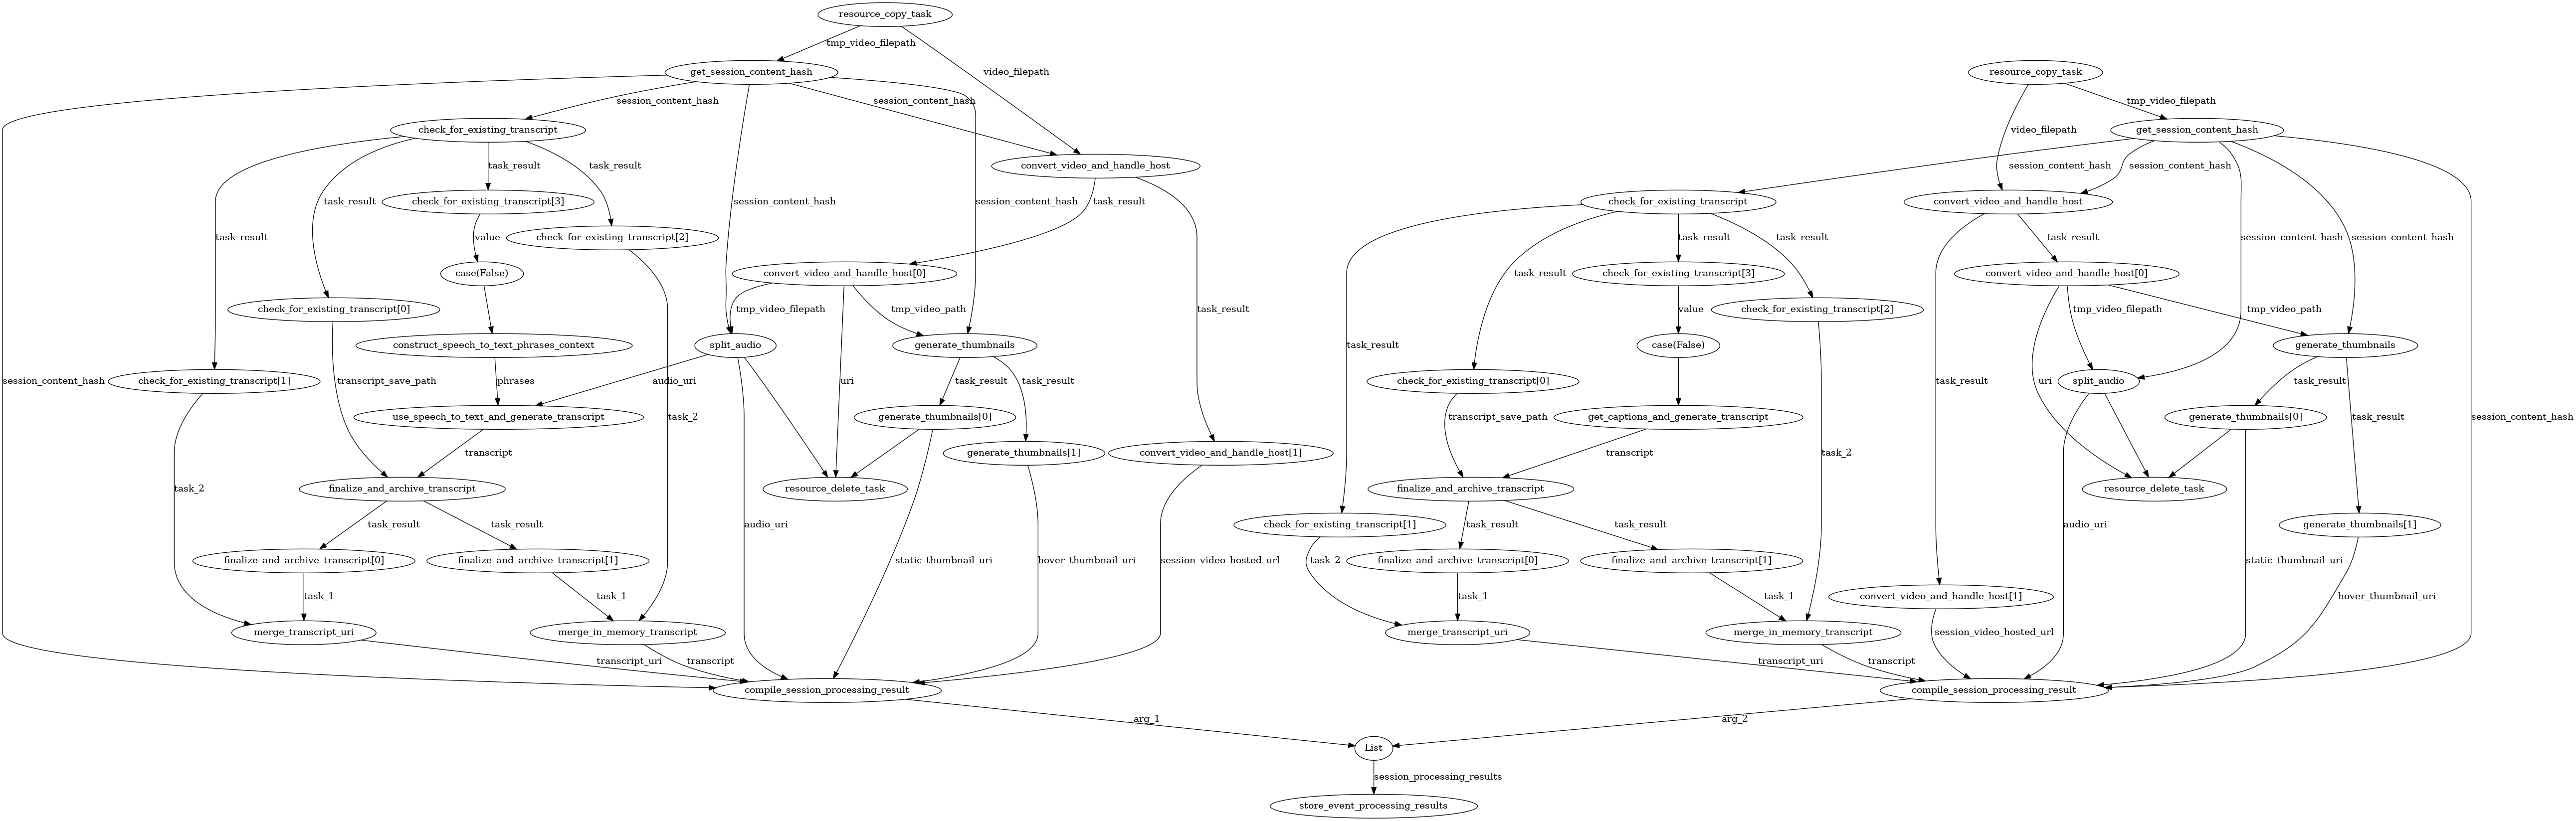 resource_copy_task
tmp_video_filepath
get_session_content_hash
video_filepath
resource_copy_task
session_content_hash
session_content_hash
tmp_video_filepath
check_for_existing_transcript
video_filepath
get_session_content_hash
task_result
task_result
convert_video_and_handle_host
session_content_hash
session_content_hash
task_result
check_for_existing_transcript[3]
session_content_hash
session_content_hash
task_result
check_for_existing_transcript
convert_video_and_handle_host
task_result
value
check_for_existing_transcript[2]
task_result
task_result
task_result
session_content_hash
session_content_hash
case(False)
convert_video_and_handle_host[0]
task_result
check_for_existing_transcript[3]
convert_video_and_handle_host[0]
check_for_existing_transcript[0]
tmp_video_filepath
tmp_video_path
task_result
value
check_for_existing_transcript[2]
tmp_video_filepath
tmp_video_path
construct_speech_to_text_phrases_context
split_audio
generate_thumbnails
task_result
case(False)
generate_thumbnails
session_content_hash
check_for_existing_transcript[1]
transcript_save_path
phrases
audio_uri
uri
task_result
task_result
check_for_existing_transcript[0]
task_result
uri
split_audio
task_result
use_speech_to_text_and_generate_transcript
task_2
generate_thumbnails[0]
transcript_save_path
get_captions_and_generate_transcript
generate_thumbnails[0]
task_result
session_content_hash
transcript
generate_thumbnails[1]
convert_video_and_handle_host[1]
transcript
task_2
task_2
finalize_and_archive_transcript
resource_delete_task
finalize_and_archive_transcript
resource_delete_task
task_result
task_result
audio_uri
check_for_existing_transcript[1]
task_result
task_result
audio_uri
generate_thumbnails[1]
finalize_and_archive_transcript[0]
finalize_and_archive_transcript[1]
static_thumbnail_uri
hover_thumbnail_uri
session_video_hosted_url
task_2
finalize_and_archive_transcript[0]
finalize_and_archive_transcript[1]
static_thumbnail_uri
task_1
task_1
task_1
task_1
convert_video_and_handle_host[1]
hover_thumbnail_uri
merge_transcript_uri
merge_in_memory_transcript
merge_transcript_uri
merge_in_memory_transcript
session_video_hosted_url
transcript_uri
transcript
transcript_uri
transcript
compile_session_processing_result
compile_session_processing_result
arg_1
arg_2
List
session_processing_results
store_event_processing_results